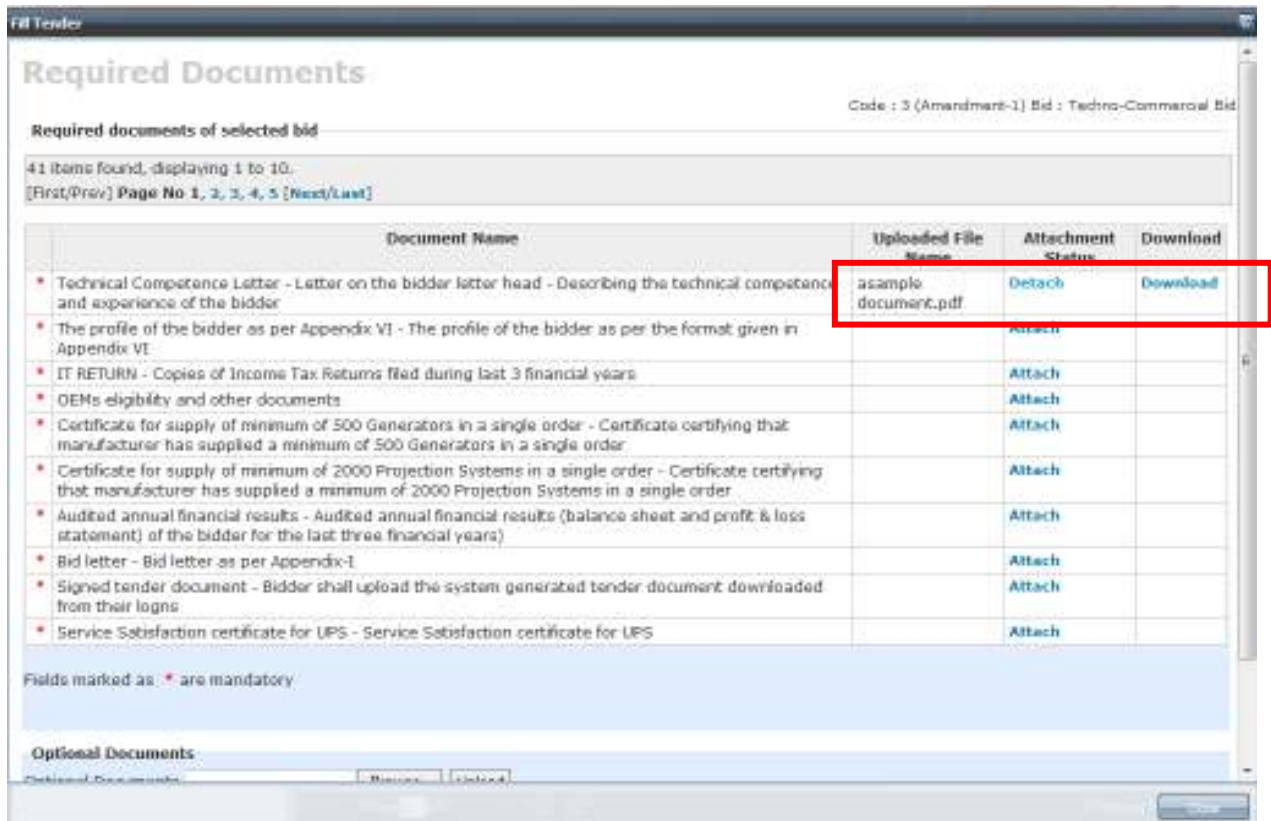 Fill Tender
Required Documents
Code : 3 (Amendment-1) Bid : Techno-Commercial Bid
Required documents of selected bid
41 items found, displaying 1 to 10.
[First/Prev] Page No 1, 2, 3, 4, 5 [Next/Last]
Document Name
Uploaded File
Name
Attachment
Status
Download
* Technical Competence Letter - Letter on the bidder letter head - Describing the technical competence
and experience of the bidder
asample
document.pdf
Detach
Download
* The profile of the bidder as per Appendix VI - The profile of the bidder as per the format given in
Appendix VI
Attach
* IT RETURN - Copies of Income Tax Returns filed during last 3 financial years
Attach
* OEMs eligibility and other documents
Attach
* Certificate for supply of minimum of 500 Generators in a single order - Certificate certifying that
manufacturer has supplied a minimum of 500 Generators in a single order
Attach
* Certificate for supply of minimum of 2000 Projection Systems in a single order - Certificate certifying
that manufacturer has supplied a minimum of 2000 Projection Systems in a single order
Attach
* Audited annual financial results - Audited annual financial results (balance sheet and profit & loss
statement) of the bidder for the last three financial years)
Attach
* Bid letter - Bid letter as per Appendix-I
Attach
* Signed tender document - Bidder shall upload the system generated tender document downloaded
from their logns
Attach
* Service Satisfaction certificate for UPS - Service Satisfaction certificate for UPS
Attach
Fields marked as * are mandatory
Optional Documents
Optional Documents
Browse...
Upload